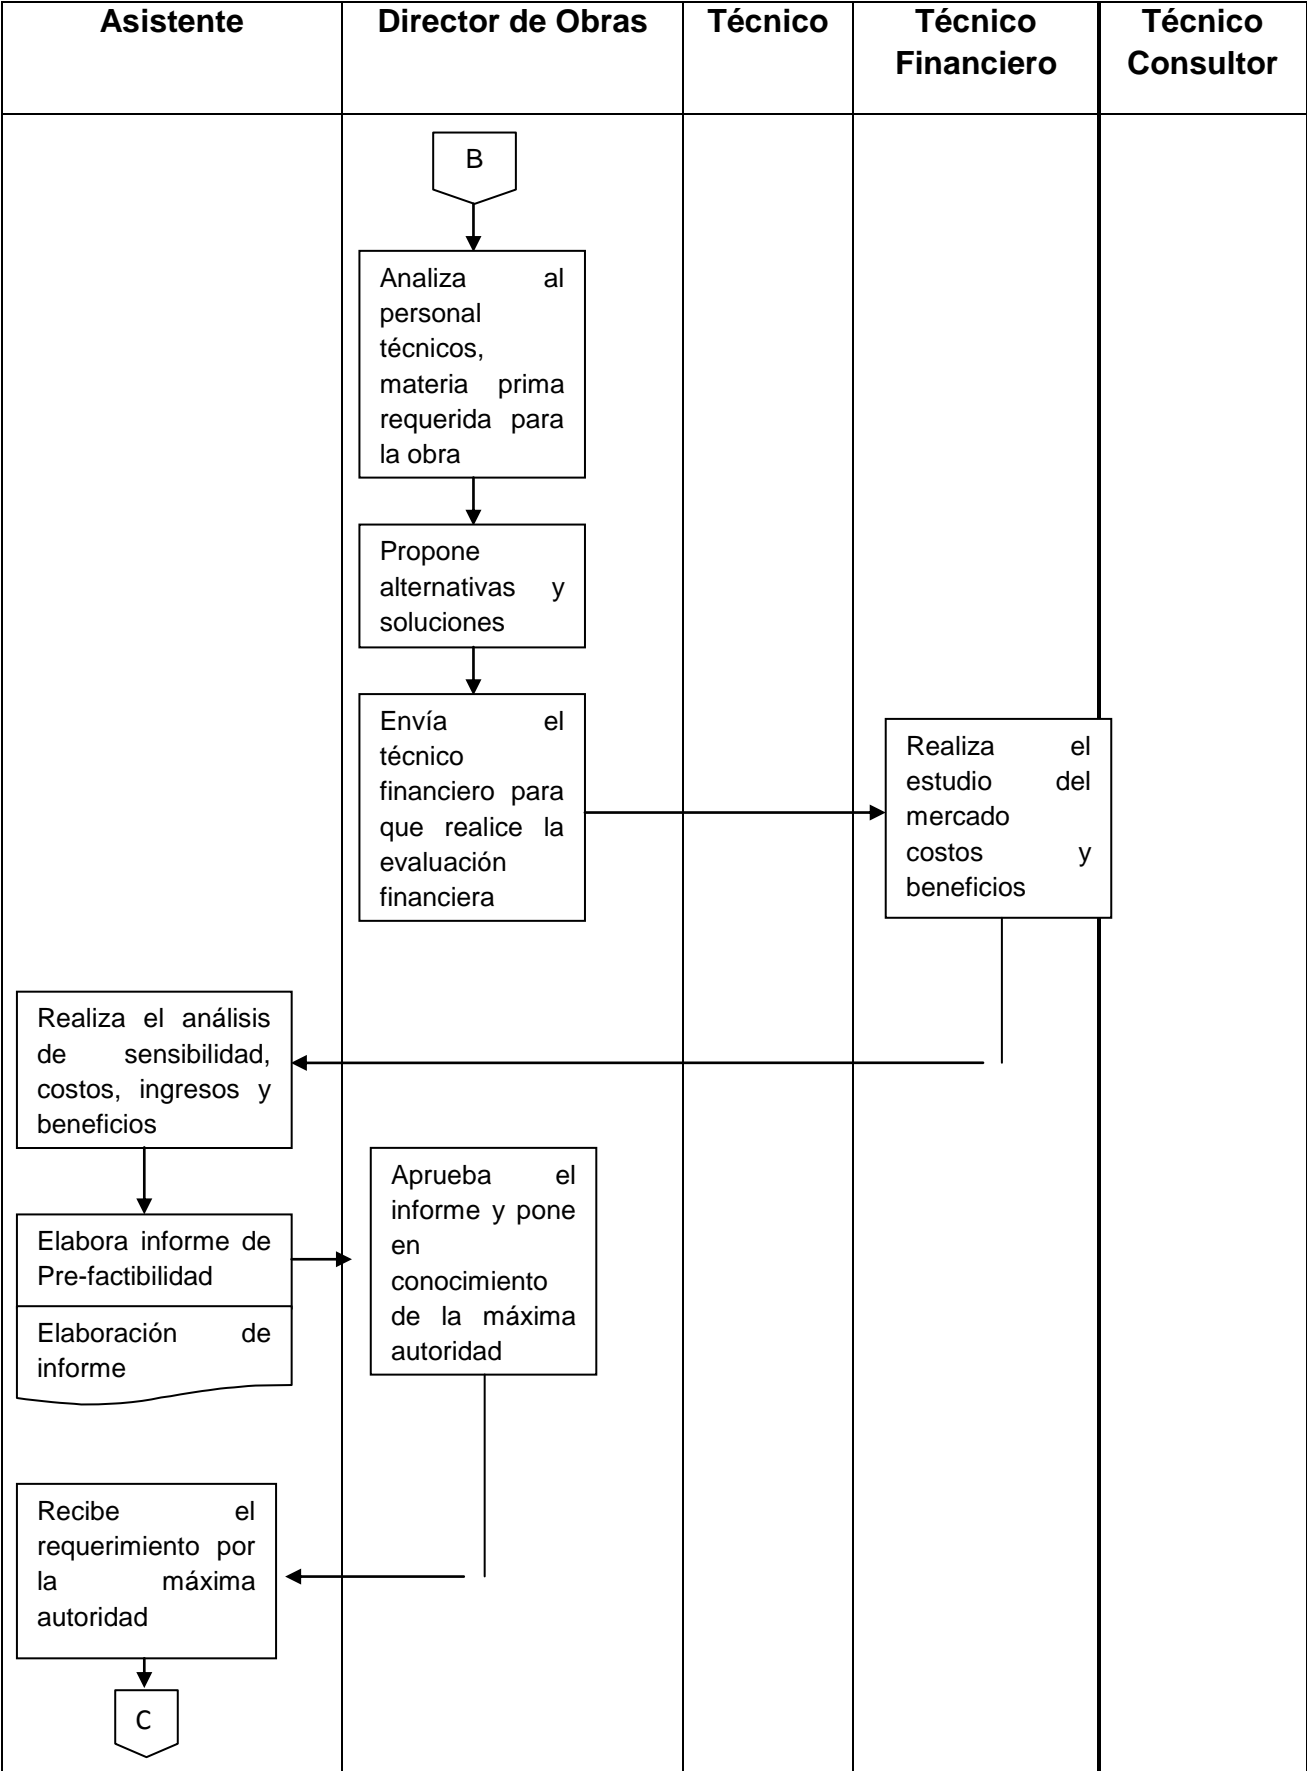 Asistente
Director de Obras
Técnico
Técnico
Financiero
Técnico
Consultor
B
Analiza al
personal
técnicos,
materia prima
requerida para
la obra
Propone
alternativas y
soluciones
Envía el
técnico
financiero para
que realice la
evaluación
financiera
Realiza el
estudio del
mercado
costos y
beneficios
Realiza el análisis
de sensibilidad,
costos, ingresos y
beneficios
Elabora informe de
Pre-factibilidad
Elaboración de
informe
Aprueba el
informe y pone
en
conocimiento
de la máxima
autoridad
Recibe el
requerimiento por
la máxima
autoridad
C